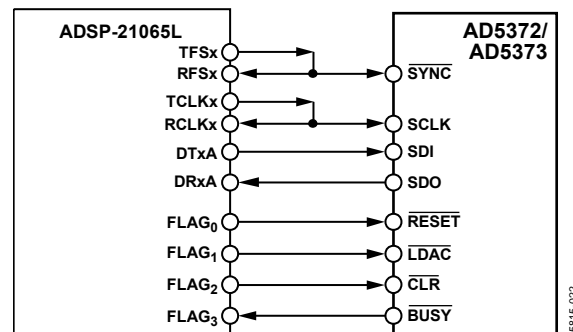 ADSP-21065L
AD5372/
AD5373
TFSx
RFSx
SYNC
TCLKx
RCLKx
SCLK
DTxA
SDI
DRxA
SDO
FLAG₀
RESET
FLAG₁
LDAC
FLAG₂
CLR
FLAG₃
BUSY